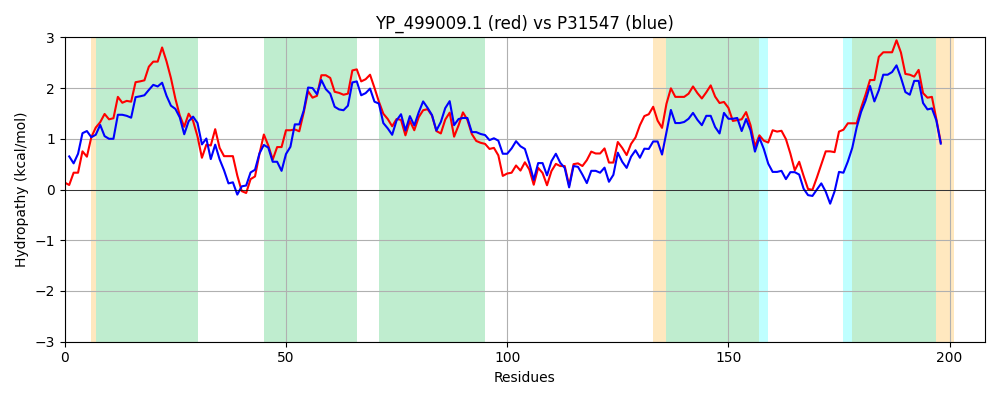 YP_499009.1 (red) vs P31547 (blue)
Hydropathy (kcal/mol)
3
2
1
0
−1
−2
−3
0 50 100 150 200
Residues